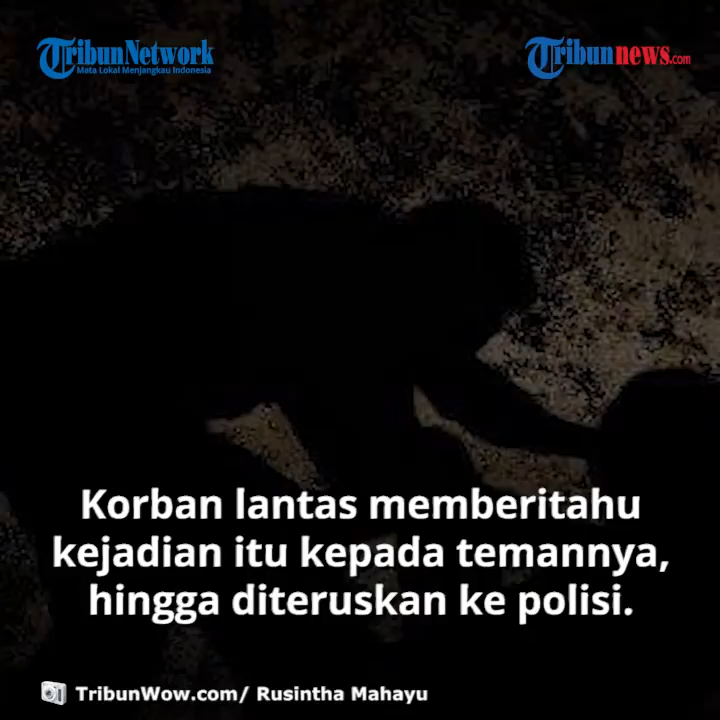 TribunNetwork
Mata Lokal Menjangkau Indonesia
Tribunnews.com
Korban lantas memberitahu
kejadian itu kepada temannya,
hingga diteruskan ke polisi.
TribunWow.com/ Rusintha Mahayu